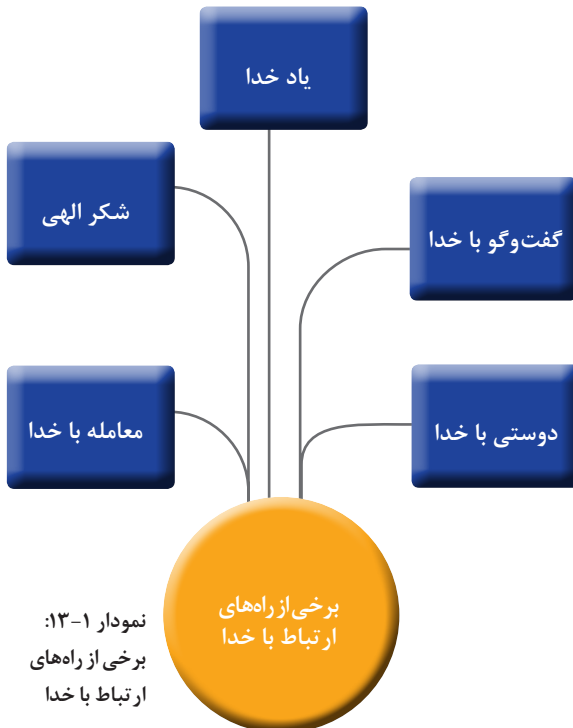 یاد خدا
شکر الهی
گفت‌وگو با خدا
معامله با خدا
دوستی با خدا
برخی از راه‌های
ارتباط با خدا
نمودار ۱-۱۳:
برخی از راه‌های
ارتباط با خدا